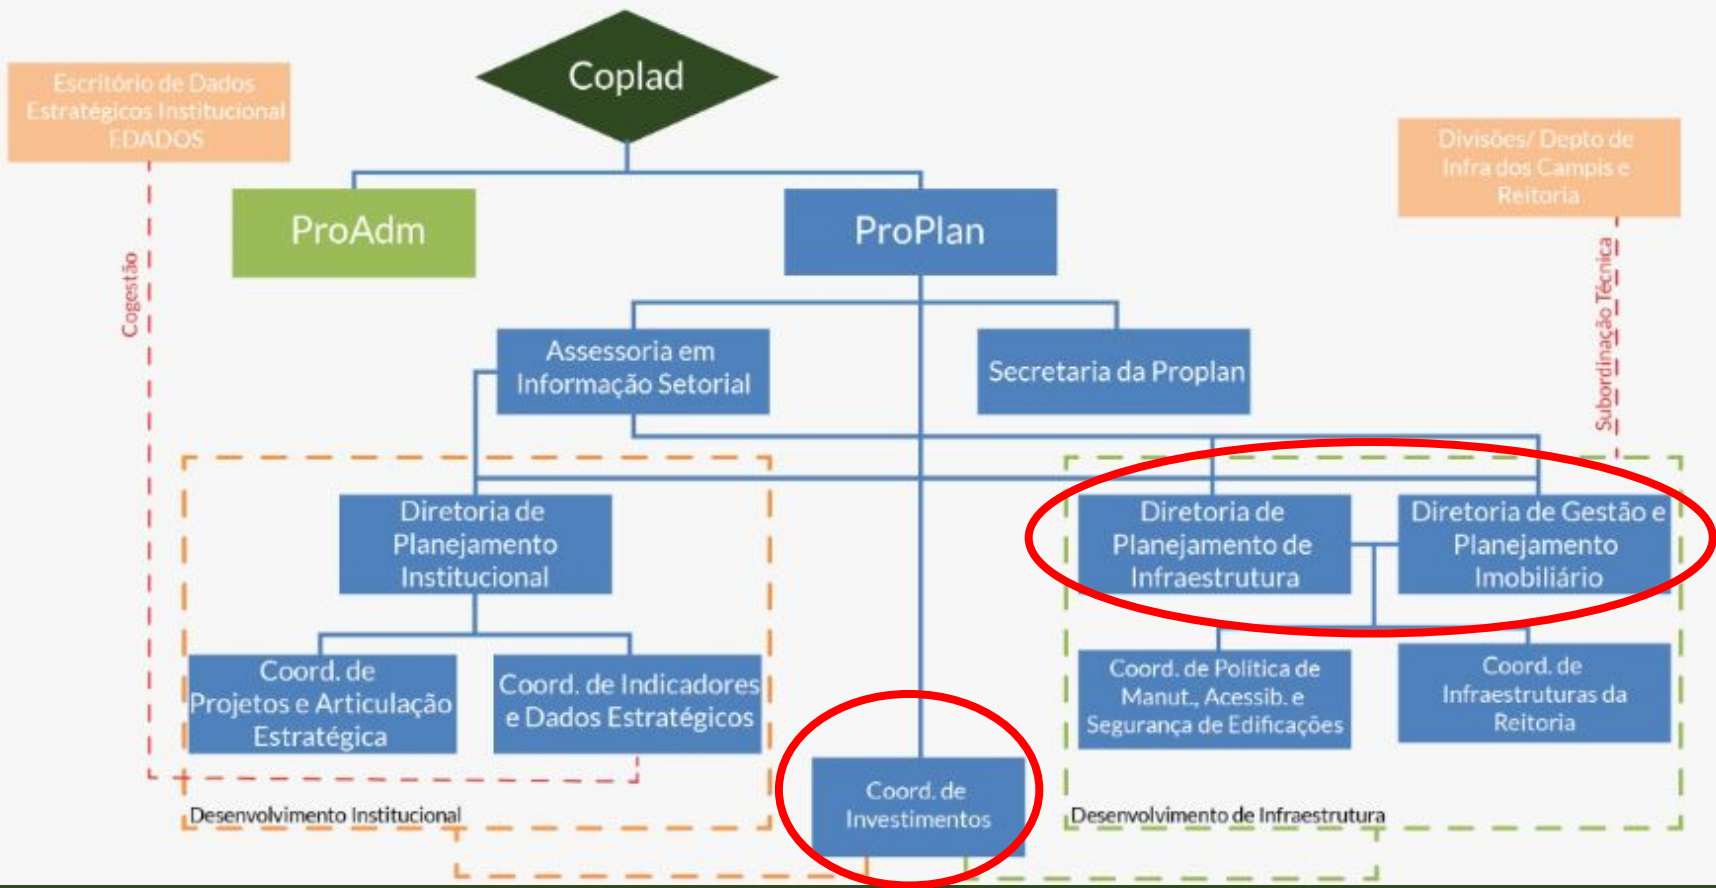 Coplad
Escritório de Dados
Estratégicos Institucional
EDADOS
Divisões/ Depto de
Infra dos Campis e
Reitoria
ProAdm
ProPlan
Cogestão
Subordinação Técnica
Assessoria em
Informação Setorial
Secretaria da Proplan
Diretoria de
Planejamento
Institucional
Diretoria de
Planejamento de
Infraestrutura
Diretoria de Gestão e
Planejamento
Imobiliário
Coord. de
Projetos e Articulação
Estratégica
Coord. de Indicadores
e Dados Estratégicos
Coord. de Política de
Manut., Acessib. e
Segurança de Edificações
Coord. de
Infraestruturas da
Reitoria
Coord. de
Investimentos
Desenvolvimento Institucional
Desenvolvimento de Infraestrutura